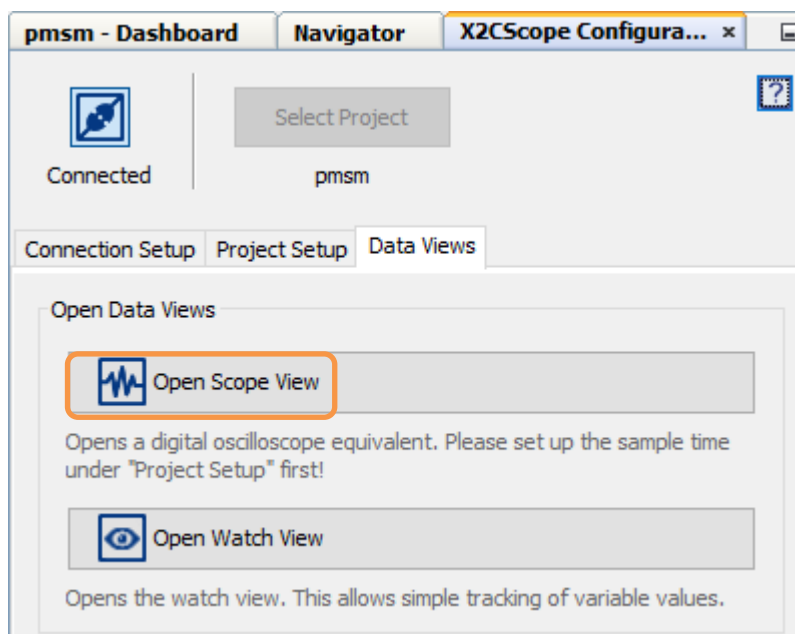 pmsm - Dashboard
Navigator
X2CScope Configura... ×
?
Select Project
Connected
pmsm
Connection Setup
Project Setup
Data Views
Open Data Views
Open Scope View
Opens a digital oscilloscope equivalent. Please set up the sample time
under "Project Setup" first!
Open Watch View
Opens the watch view. This allows simple tracking of variable values.